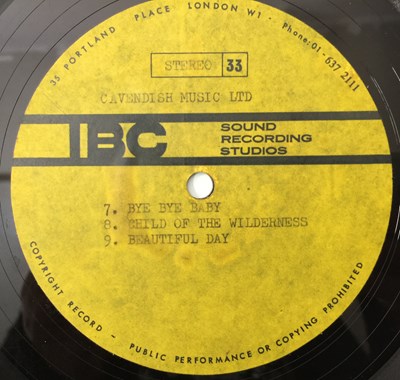 35 PORTLAND PLACE LONDON W1 · Phone:01-637 2111
STEREO 33
CAVENDISH MUSIC LTD
IBC SOUND
RECORDING
STUDIOS
7. BYE BYE BABY
8. CHILD OF THE WILDERNESS
9. BEAUTIFUL DAY
COPYRIGHT RECORD - PUBLIC PERFORMANCE OR COPYING PROHIBITED